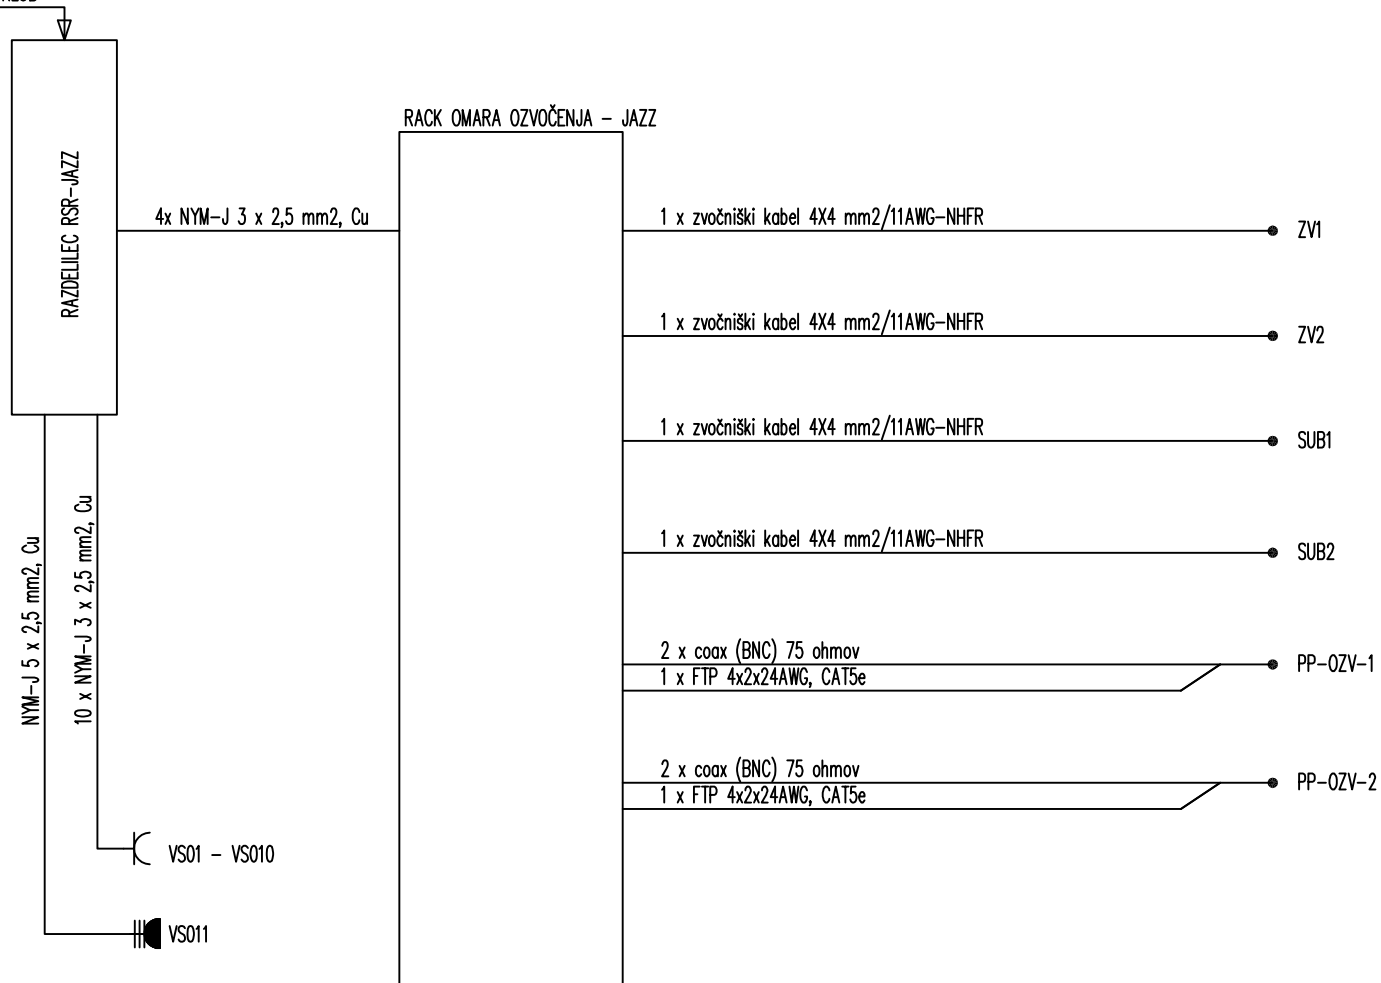 RACK OMARA OZVOČENJA – JAZZ
RAZDELILEC RSR–JAZZ
4x NYM–J 3 x 2,5 mm2, Cu
1 x zvočniški kabel 4X4 mm2/11AWG–NHFR
ZV1
1 x zvočniški kabel 4X4 mm2/11AWG–NHFR
ZV2
1 x zvočniški kabel 4X4 mm2/11AWG–NHFR
SUB1
1 x zvočniški kabel 4X4 mm2/11AWG–NHFR
SUB2
NYM–J 5 x 2,5 mm2, Cu
10 x NYM–J 3 x 2,5 mm2, Cu
2 x coax (BNC) 75 ohmov
1 x FTP 4x2x24AWG, CAT5e
PP–OZV–1
2 x coax (BNC) 75 ohmov
1 x FTP 4x2x24AWG, CAT5e
PP–OZV–2
VS01 – VS010
VS011